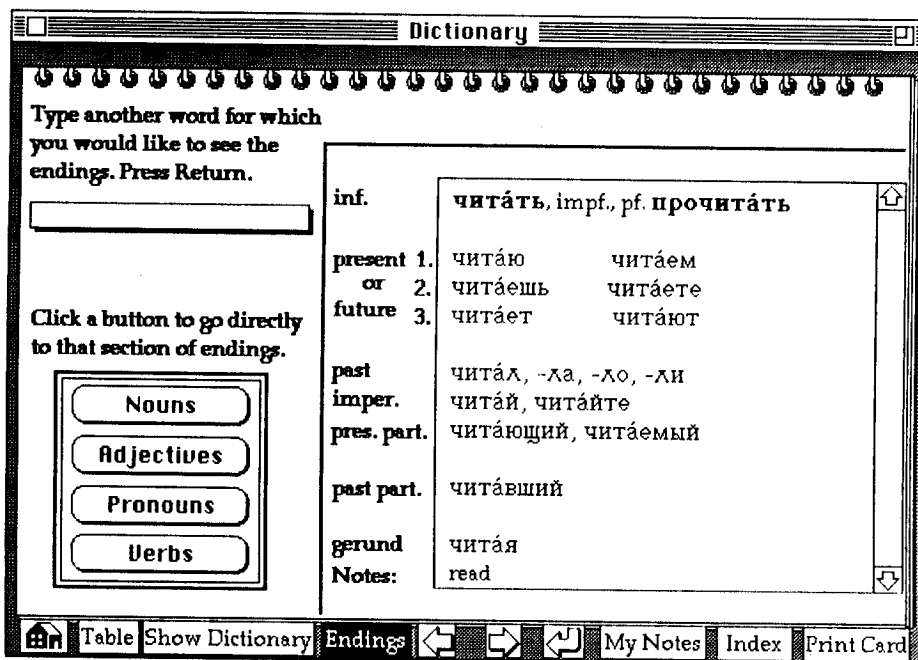 Dictionary
Type another word for which
you would like to see the
endings. Press Return.
Click a button to go directly
to that section of endings.
Nouns
Adjectives
Pronouns
Verbs
inf. чита́ть, impf., pf. прочита́ть
present 1. чита́ю чита́ем
or 2. чита́ешь чита́ете
future 3. чита́ет чита́ют
past чита́л, -ла, -ло, -ли
imper. чита́й, чита́йте
pres. part. чита́ющий, чита́емый
past part. чита́вший
gerund чита́я
Notes: read
Table Show Dictionary Endings My Notes Index Print Card